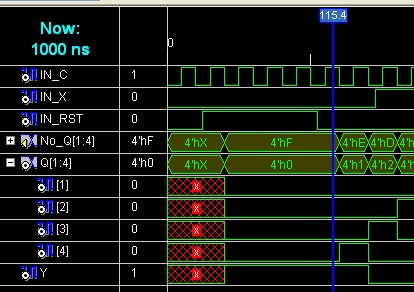 115.4
Now:
1000 ns
0
IN_C 1
IN_X 0
IN_RST 0
No_Q[1:4] 4'hF 4'hX 4'hF 4'hE 4'hD 4'h
Q[1:4] 4'h0 4'hX 4'h0 4'h1 4'h2 4'h
[1] 0 X
[2] 0 X
[3] 0 X
[4] 0 X
Y 1